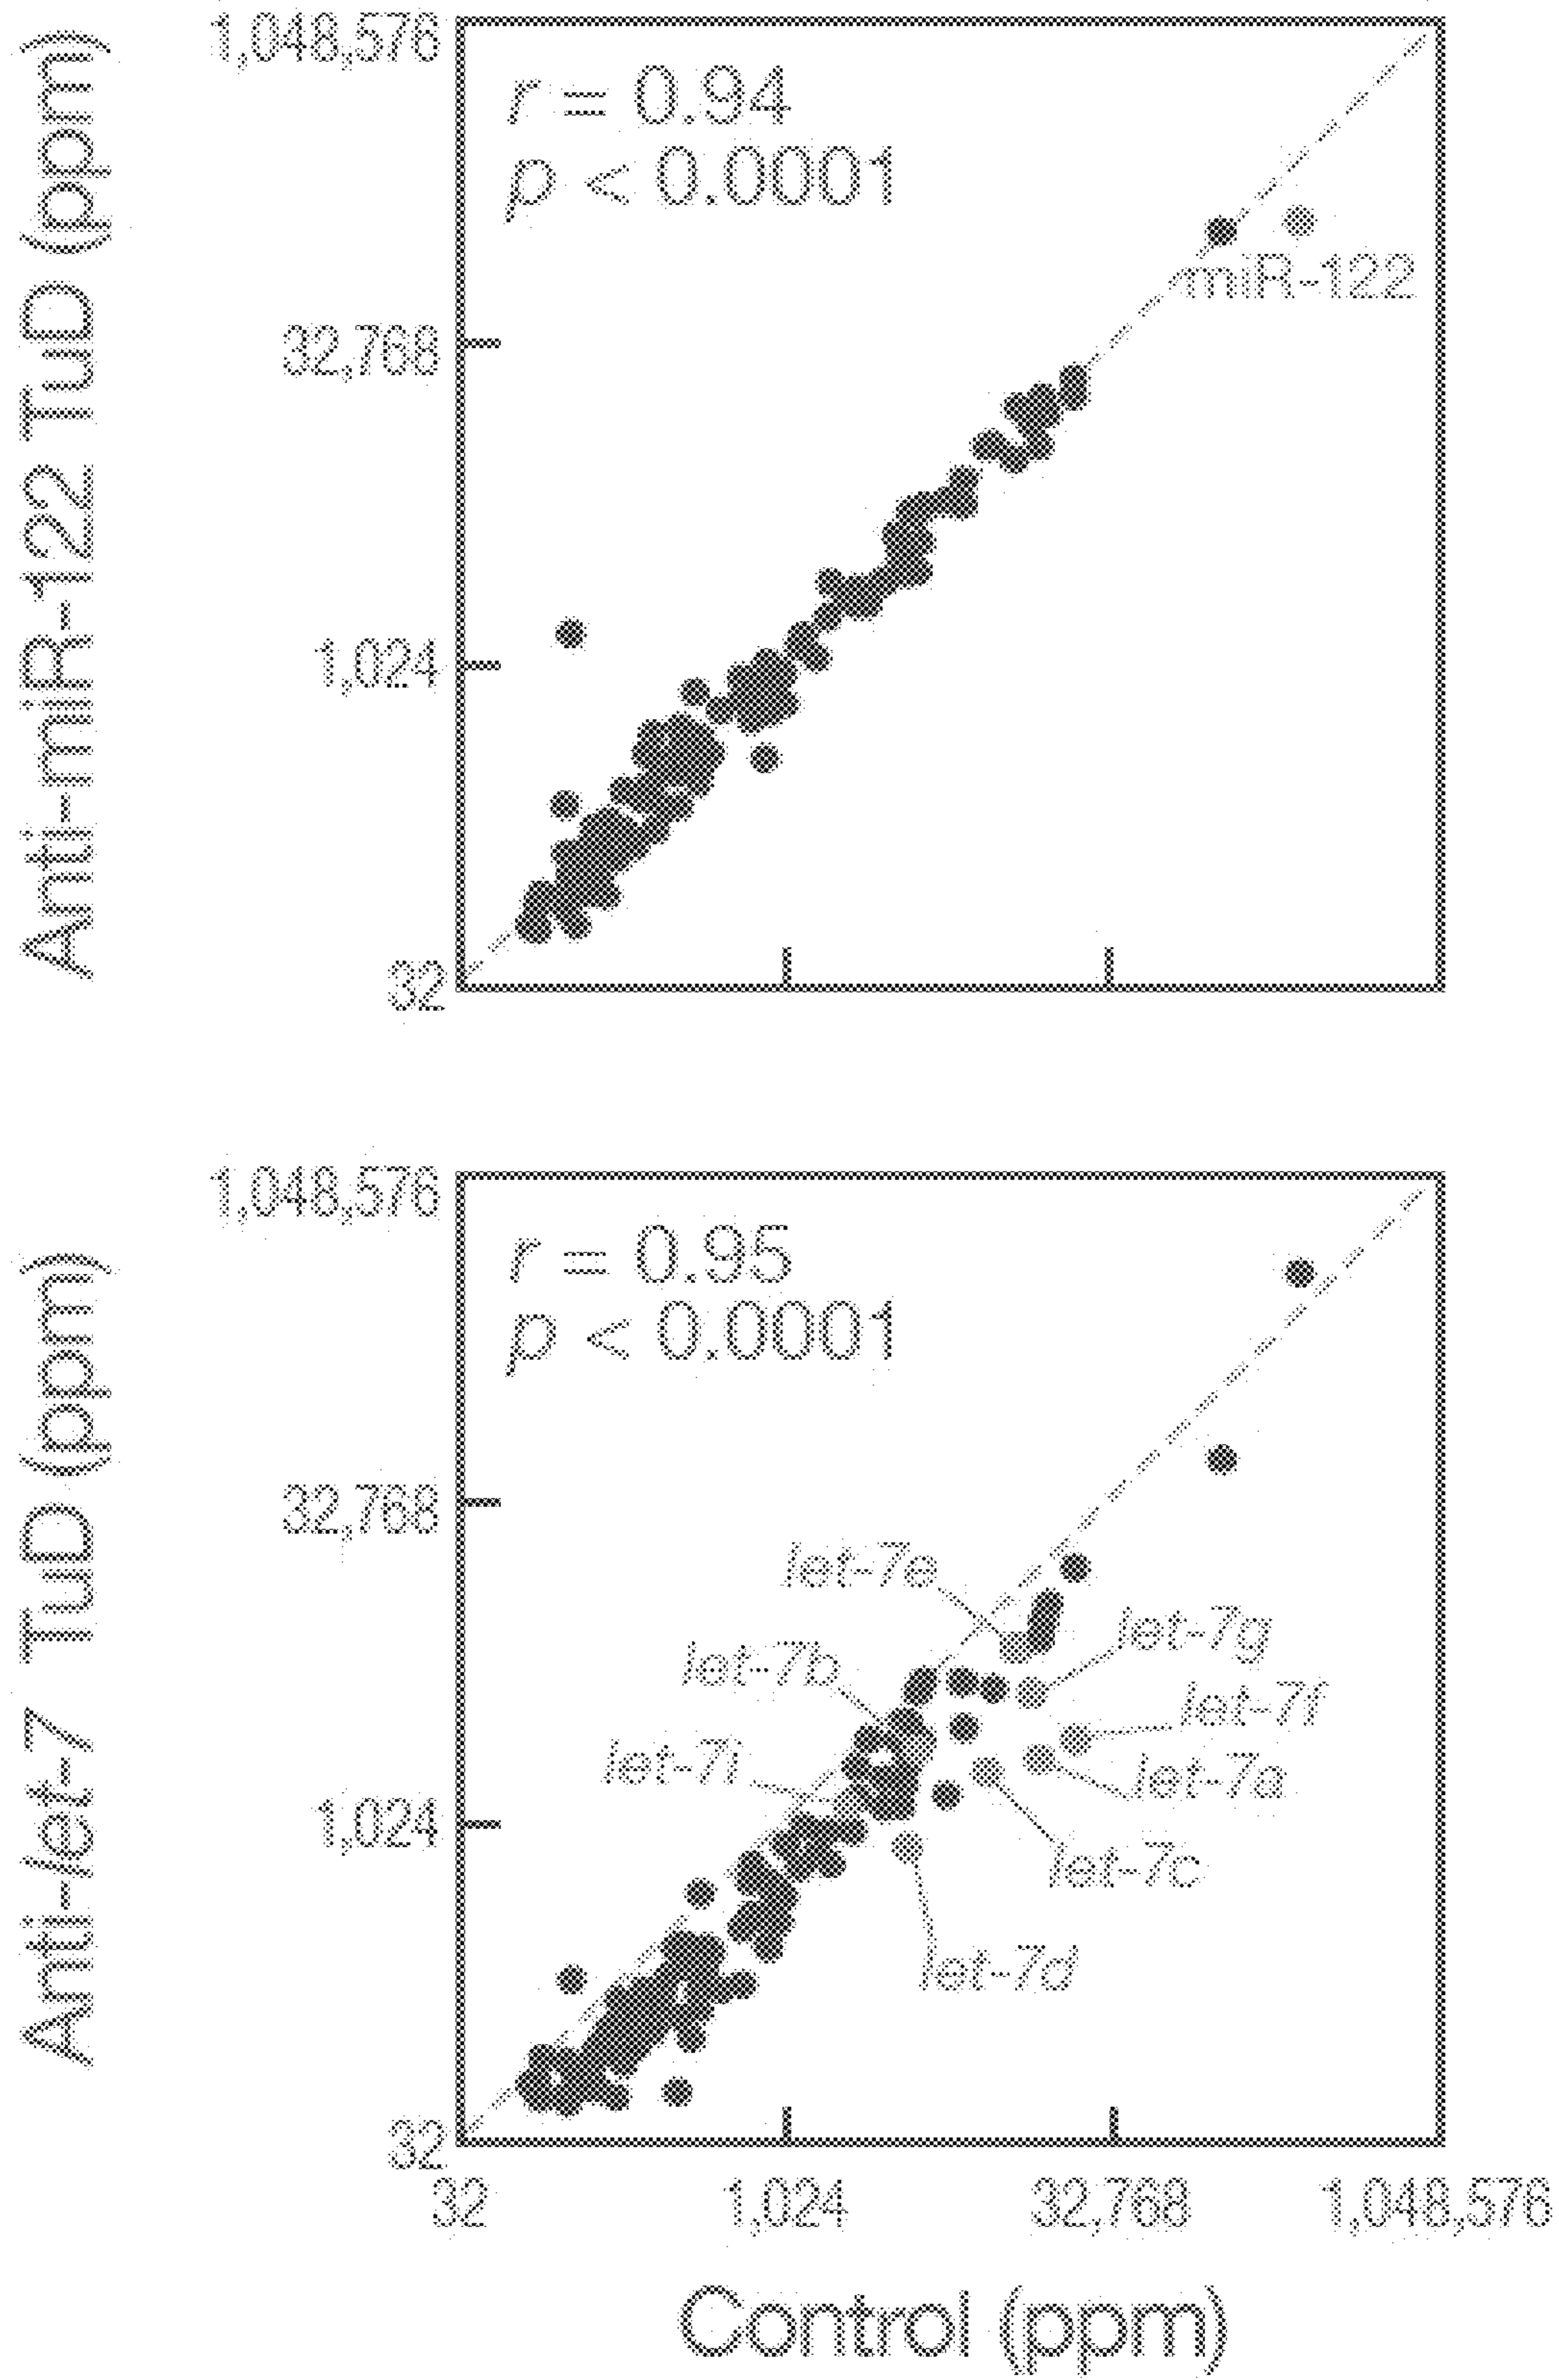 Anti-miR-122 TuD (ppm)
1,048,576
32,768
1,024
32
r = 0.94
p < 0.0001
miR-122
Anti-let-7 TuD (ppm)
1,048,576
32,768
1,024
32
r = 0.95
p < 0.0001
let-7e
let-7g
let-7b
let-7f
let-7i
let-7a
let-7c
let-7d
32
1,024
32,768
1,048,576
Control (ppm)